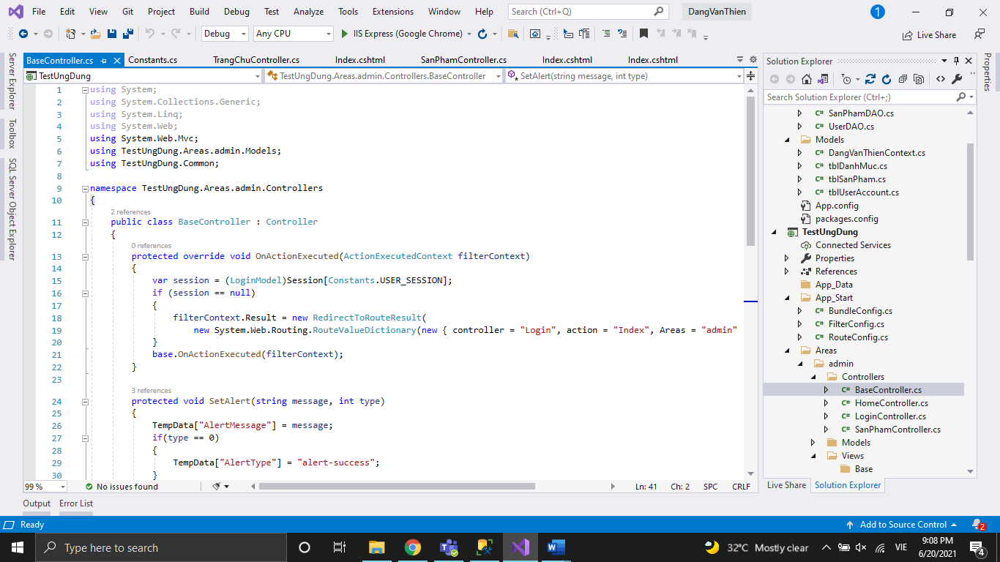 File Edit View Git Project Build Debug Test Analyze Tools Extensions Window Help Search (Ctrl+Q) DangVanThien 1
Debug Any CPU IIS Express (Google Chrome) Live Share
Server Explorer
Toolbox
SQL Server Object Explorer
BaseController.cs Constants.cs TrangChuController.cs Index.cshtml SanPhamController.cs Index.cshtml Index.cshtml
TestUngDung TestUngDung.Areas.admin.Controllers.BaseController SetAlert(string message, int type)
1 using System;
2 using System.Collections.Generic;
3 using System.Linq;
4 using System.Web;
5 using System.Web.Mvc;
6 using TestUngDung.Areas.admin.Models;
7 using TestUngDung.Common;
8
9 namespace TestUngDung.Areas.admin.Controllers
10 {
2 references
11 public class BaseController : Controller
12 {
0 references
13 protected override void OnActionExecuted(ActionExecutedContext filterContext)
14 {
15 var session = (LoginModel)Session[Constants.USER_SESSION];
16 if (session == null)
17 {
18 filterContext.Result = new RedirectToRouteResult(
19 new System.Web.Routing.RouteValueDictionary(new { controller = "Login", action = "Index", Areas = "admin"
20 }
21 base.OnActionExecuted(filterContext);
22 }
23
3 references
24 protected void SetAlert(string message, int type)
25 {
26 TempData["AlertMessage"] = message;
27 if(type == 0)
28 {
29 TempData["AlertType"] = "alert-success";
30 }
99 % No issues found Ln: 41 Ch: 2 SPC CRLF
Solution Explorer
Search Solution Explorer (Ctrl+;)
SanPhamDAO.cs
UserDAO.cs
Models
DangVanThienContext.cs
tblDanhMuc.cs
tblSanPham.cs
tblUserAccount.cs
App.config
packages.config
TestUngDung
Connected Services
Properties
References
App_Data
App_Start
BundleConfig.cs
FilterConfig.cs
RouteConfig.cs
Areas
admin
Controllers
BaseController.cs
HomeController.cs
LoginController.cs
SanPhamController.cs
Models
Views
Base
Live Share Solution Explorer
Properties
Output Error List
Ready Add to Source Control 2
Type here to search 32°C Mostly clear VIE 9:08 PM
6/20/2021 4